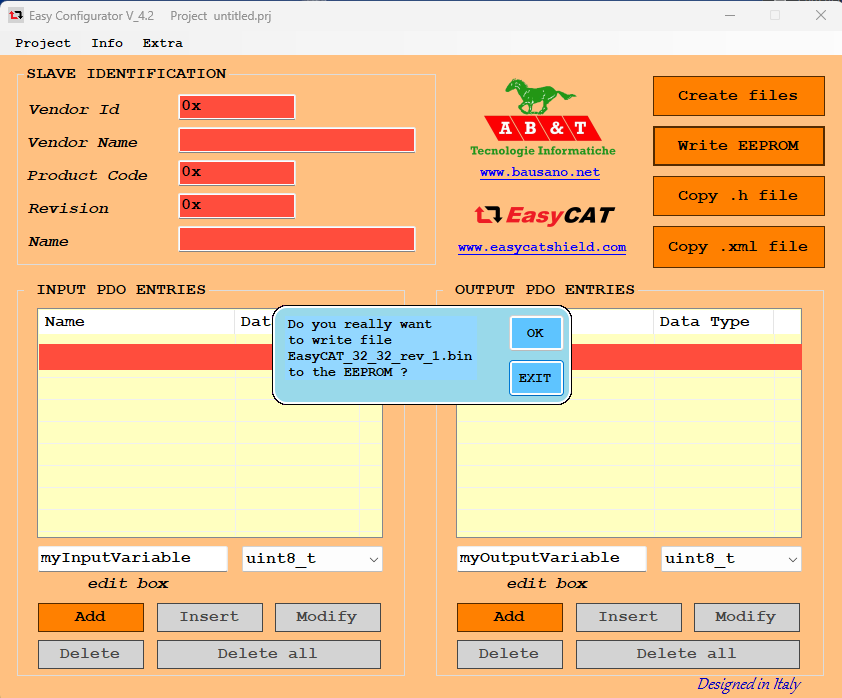 Easy Configurator V_4.2 Project untitled.prj
Project Info Extra
SLAVE IDENTIFICATION
Vendor Id 0x
Vendor Name
Product Code 0x
Revision 0x
Name
AB&T
Tecnologie Informatiche
www.bausano.net
EasyCAT
www.easycatshield.com
Create files
Write EEPROM
Copy .h file
Copy .xml file
INPUT PDO ENTRIES
Name Dat
OUTPUT PDO ENTRIES
Data Type
Do you really want
to write file
EasyCAT_32_32_rev_1.bin
to the EEPROM ?
OK
EXIT
myInputVariable uint8_t
edit box
Add Insert Modify
Delete Delete all
myOutputVariable uint8_t
edit box
Add Insert Modify
Delete Delete all
Designed in Italy